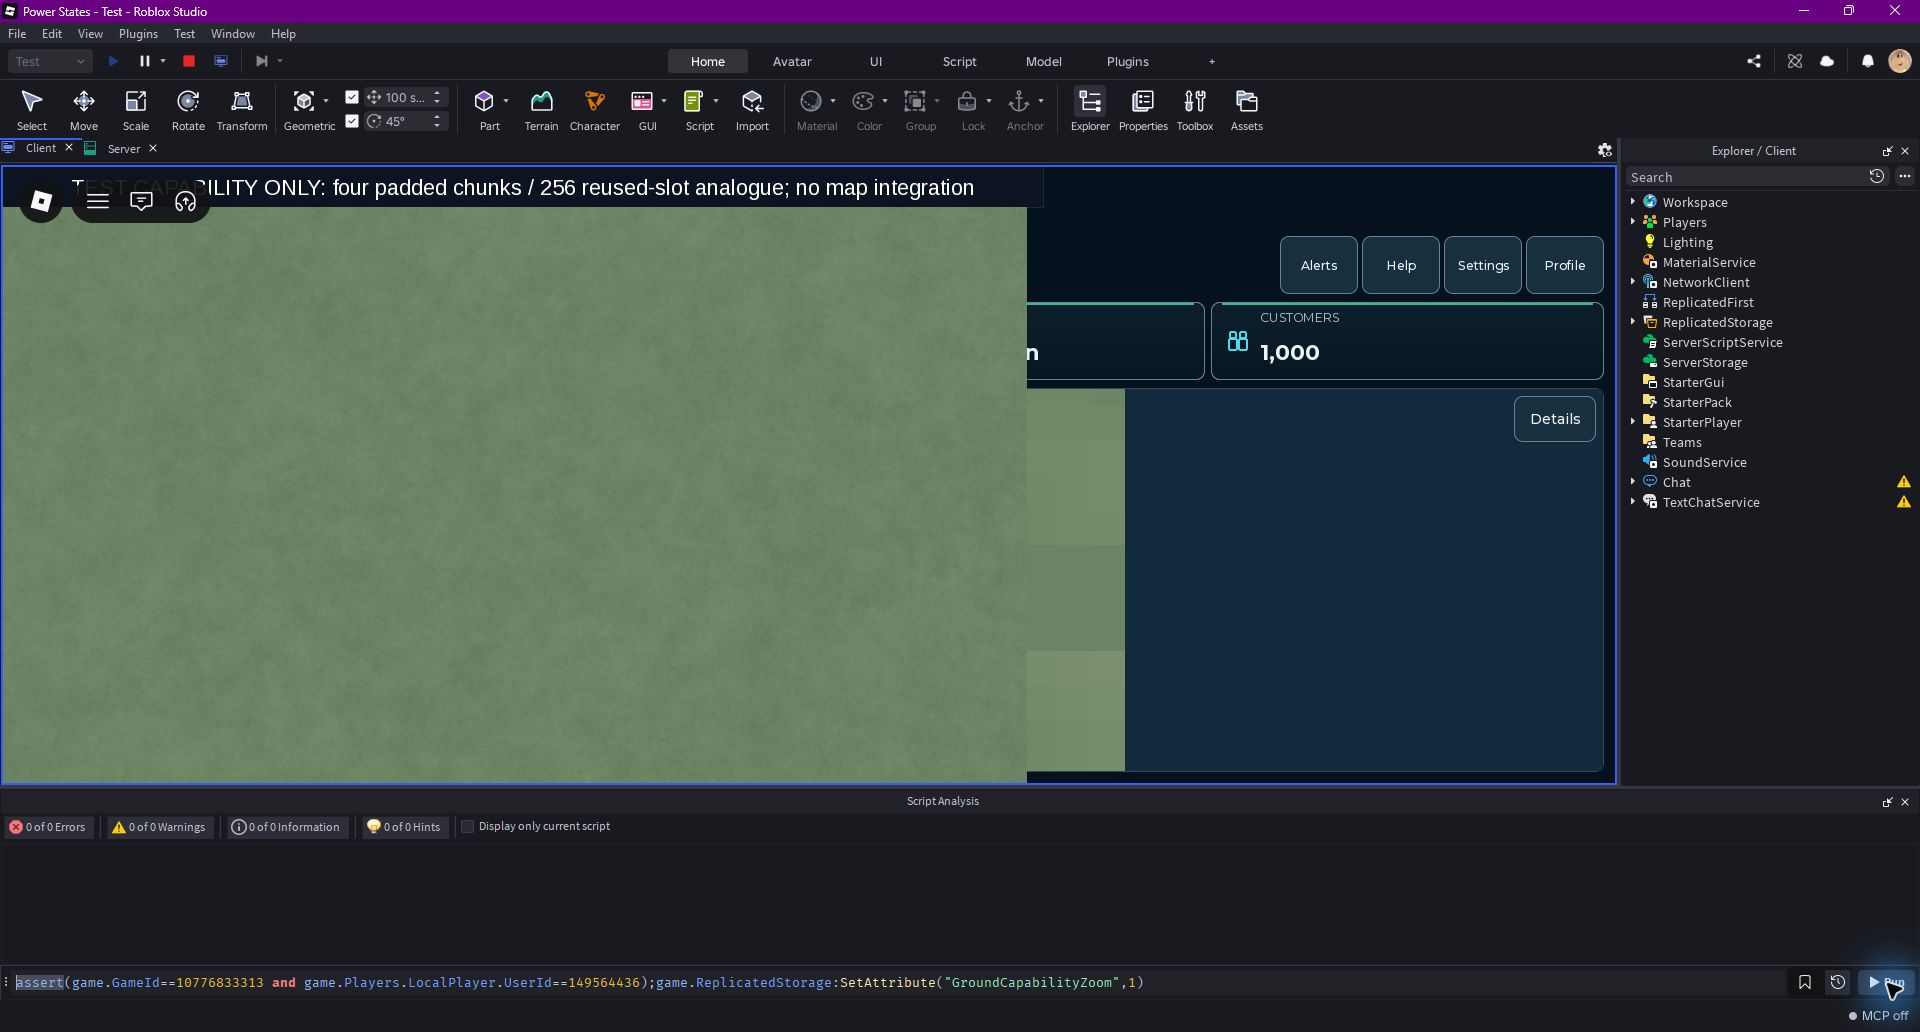 Power States - Test - Roblox Studio
File Edit View Plugins Test Window Help
Test
Home Avatar UI Script Model Plugins +
Select Move Scale Rotate Transform Geometric 100 s... 45° Part Terrain Character GUI Script Import Material Color Group Lock Anchor Explorer Properties Toolbox Assets
Client Server
TEST CAPABILITY ONLY: four padded chunks / 256 reused-slot analogue; no map integration
Alerts Help Settings Profile
n
CUSTOMERS
1,000
Details
Explorer / Client
Search
Workspace
Players
Lighting
MaterialService
NetworkClient
ReplicatedFirst
ReplicatedStorage
ServerScriptService
ServerStorage
StarterGui
StarterPack
StarterPlayer
Teams
SoundService
Chat
TextChatService
Script Analysis
0 of 0 Errors 0 of 0 Warnings 0 of 0 Information 0 of 0 Hints Display only current script
assert(game.GameId==10776833313 and game.Players.LocalPlayer.UserId==149564436);game.ReplicatedStorage:SetAttribute("GroundCapabilityZoom",1)
Run
MCP off